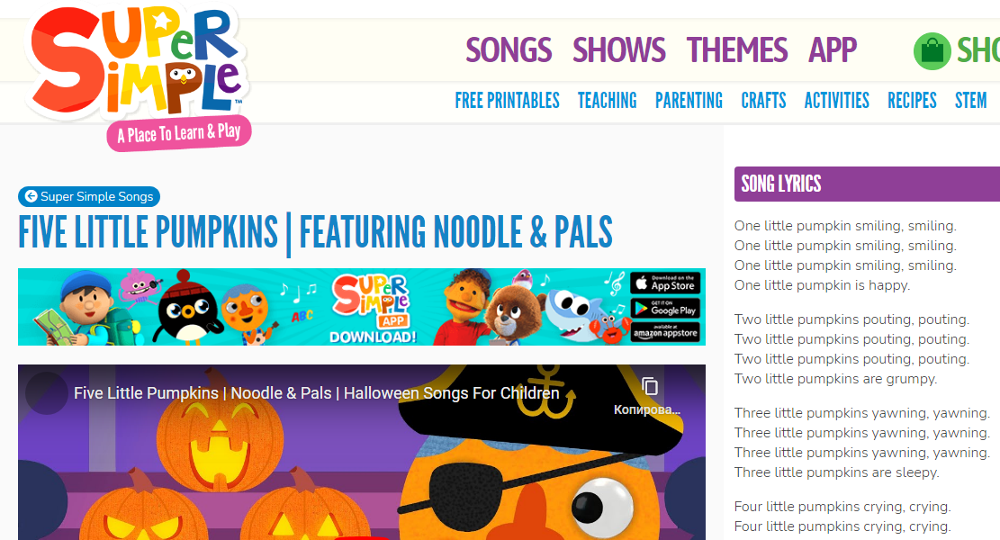 SUPER
SIMPLE™
A Place To Learn & Play
SONGS SHOWS THEMES APP
FREE PRINTABLES TEACHING PARENTING CRAFTS ACTIVITIES RECIPES STEM
Super Simple Songs
FIVE LITTLE PUMPKINS | FEATURING NOODLE & PALS
ABC
SUPER
SIMPLE
APP
DOWNLOAD!
Download on the
App Store
GET IT ON
Google Play
available at
amazon appstore
Five Little Pumpkins | Noodle & Pals | Halloween Songs For Children
Копирова...
SONG LYRICS
One little pumpkin smiling, smiling.
One little pumpkin smiling, smiling.
One little pumpkin smiling, smiling.
One little pumpkin is happy.
Two little pumpkins pouting, pouting.
Two little pumpkins pouting, pouting.
Two little pumpkins pouting, pouting.
Two little pumpkins are grumpy.
Three little pumpkins yawning, yawning.
Three little pumpkins yawning, yawning.
Three little pumpkins yawning, yawning.
Three little pumpkins are sleepy.
Four little pumpkins crying, crying.
Four little pumpkins crying, crying.